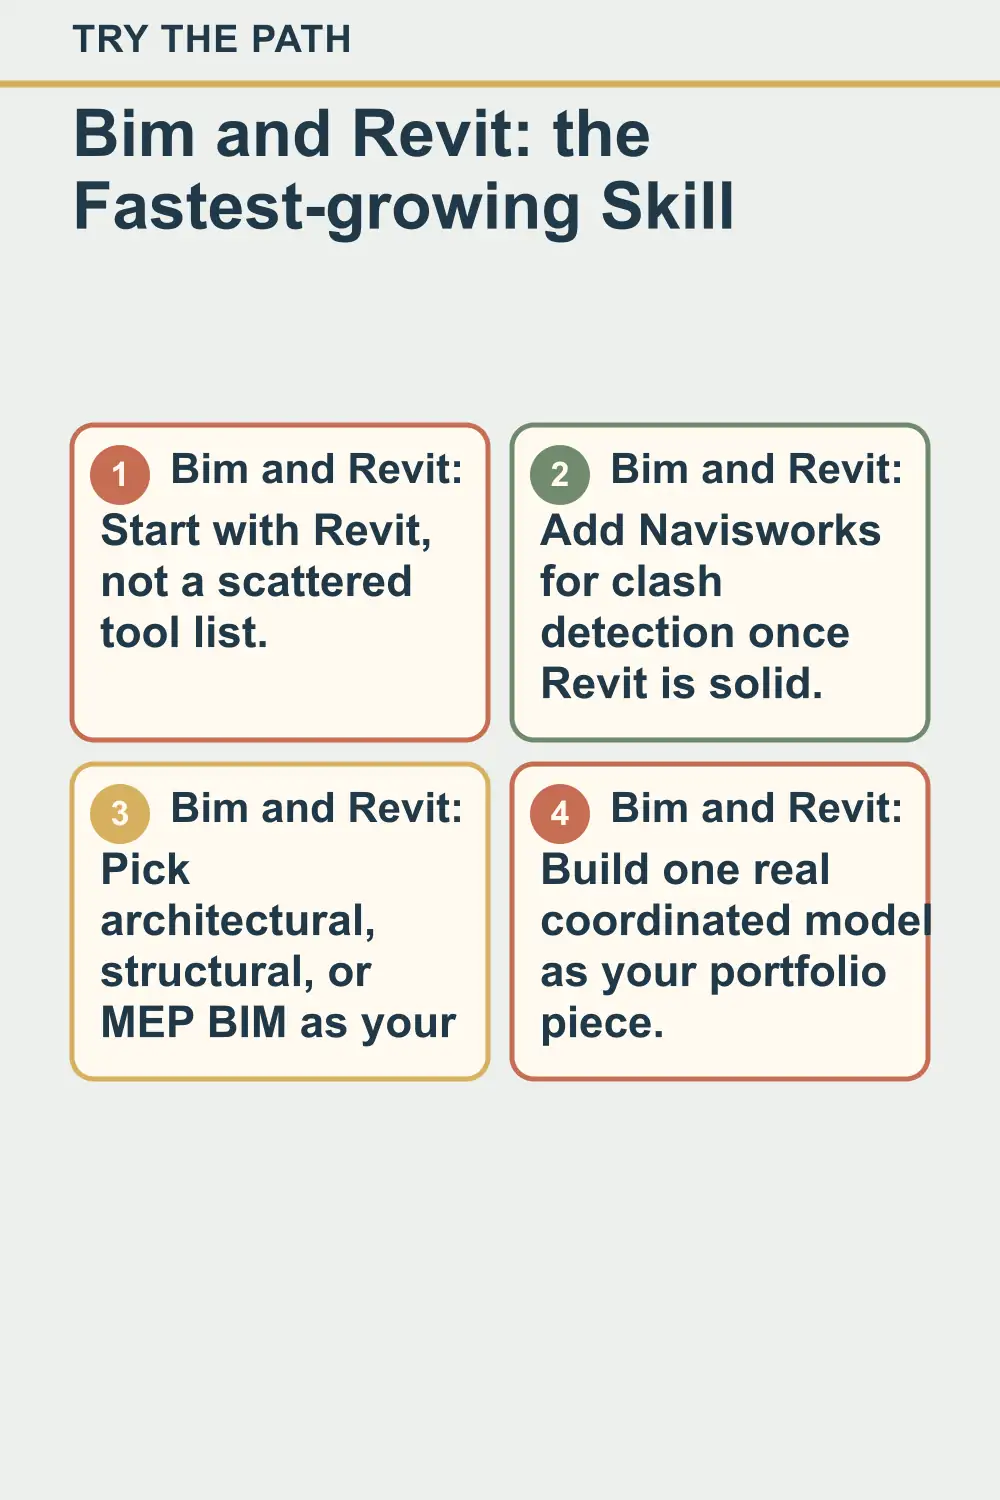 TRY THE PATH
Bim and Revit: the
Fastest-growing Skill
1 Bim and Revit:
Start with Revit,
not a scattered
tool list.
2 Bim and Revit:
Add Navisworks
for clash
detection once
Revit is solid.
3 Bim and Revit:
Pick
architectural,
structural, or
MEP BIM as your
4 Bim and Revit:
Build one real
coordinated model
as your portfolio
piece.